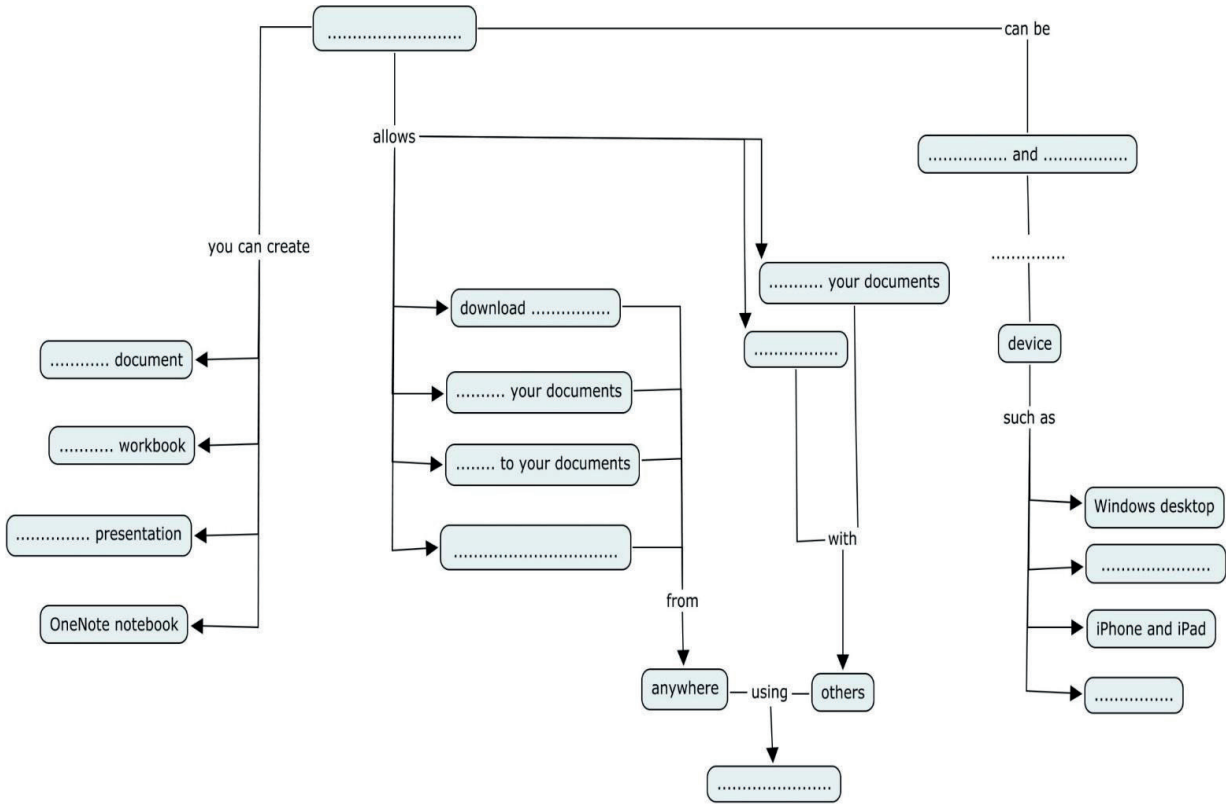 ...........................
can be
allows
................ and .................
you can create
...............
........... your documents
download ................
.................
device
............ document
.......... your documents
such as
........... workbook
........ to your documents
Windows desktop
............... presentation
.................................
with
......................
from
OneNote notebook
iPhone and iPad
anywhere
using
others
................
.......................